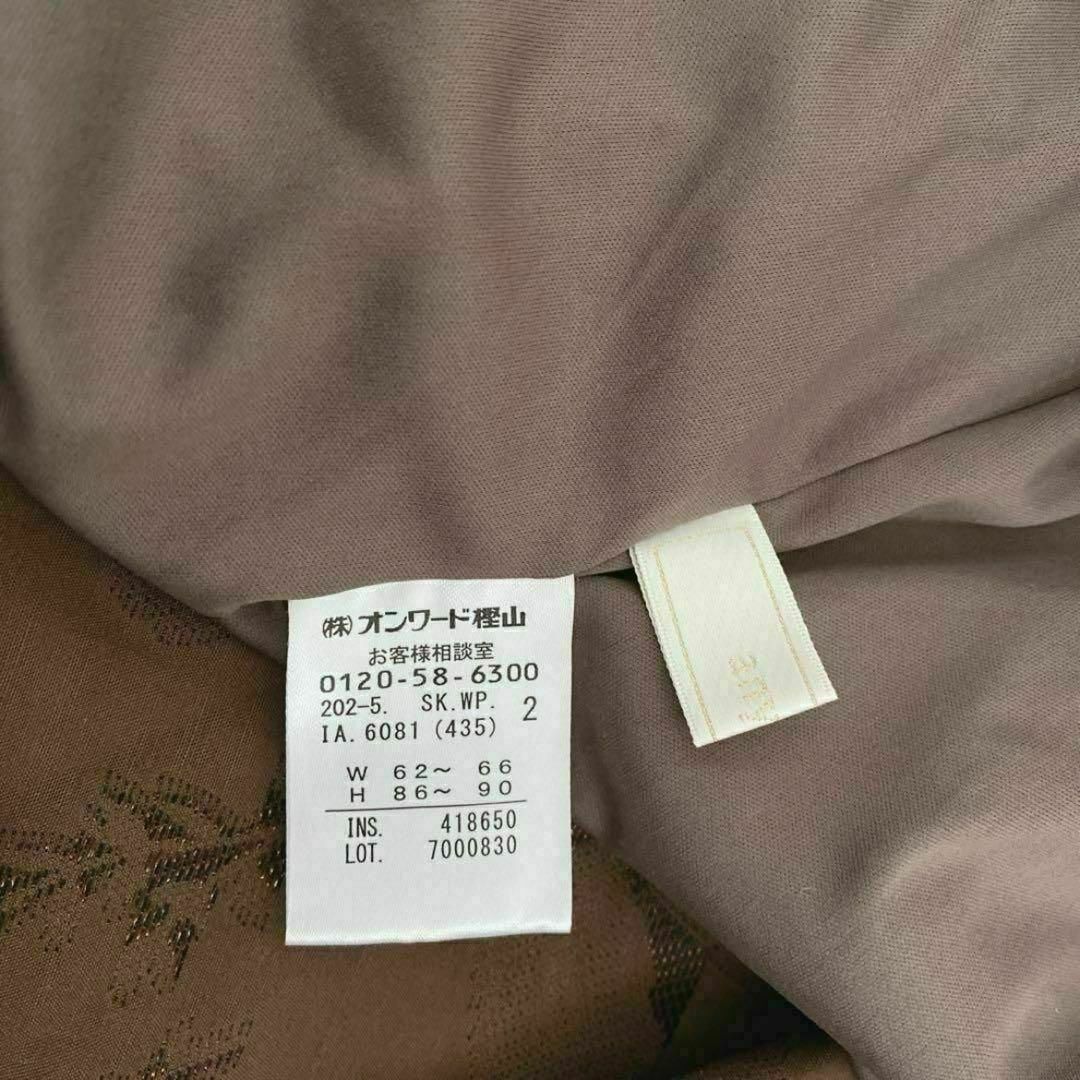 ㈱オンワード樫山
お客様相談室
0120-58-6300
202-5. SK.WP. 2
IA.6081(435)
W 62～ 66
H 86～ 90
INS. 418650
LOT. 7000830